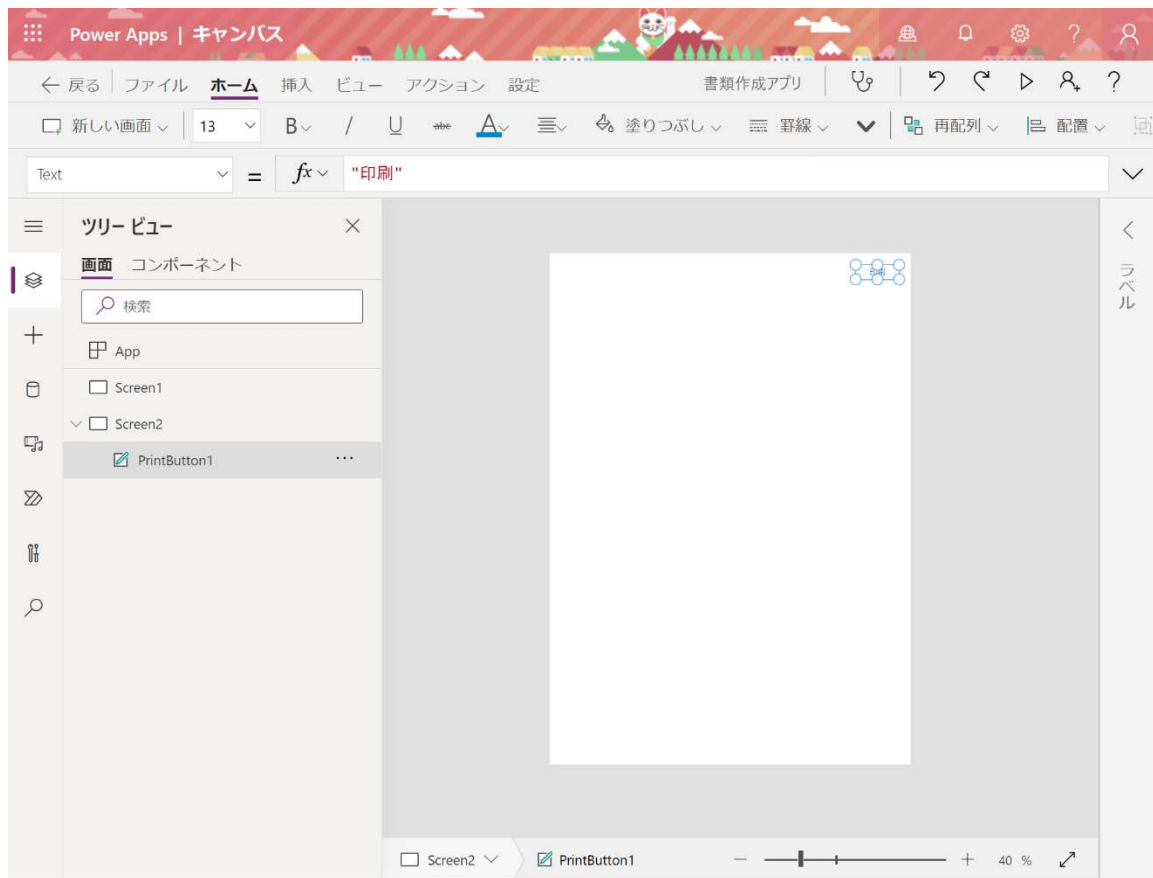 Power Apps | キャンバス
← 戻る ファイル ホーム 挿入 ビュー アクション 設定 書類作成アプリ ?
新しい画面 13 B / U abc A 塗りつぶし 罫線 再配列 配置
Text = fx "印刷"
ツリー ビュー
画面 コンポーネント
検索
App
Screen1
Screen2
PrintButton1 ...
印刷
ラベル
Screen2 PrintButton1 40 %